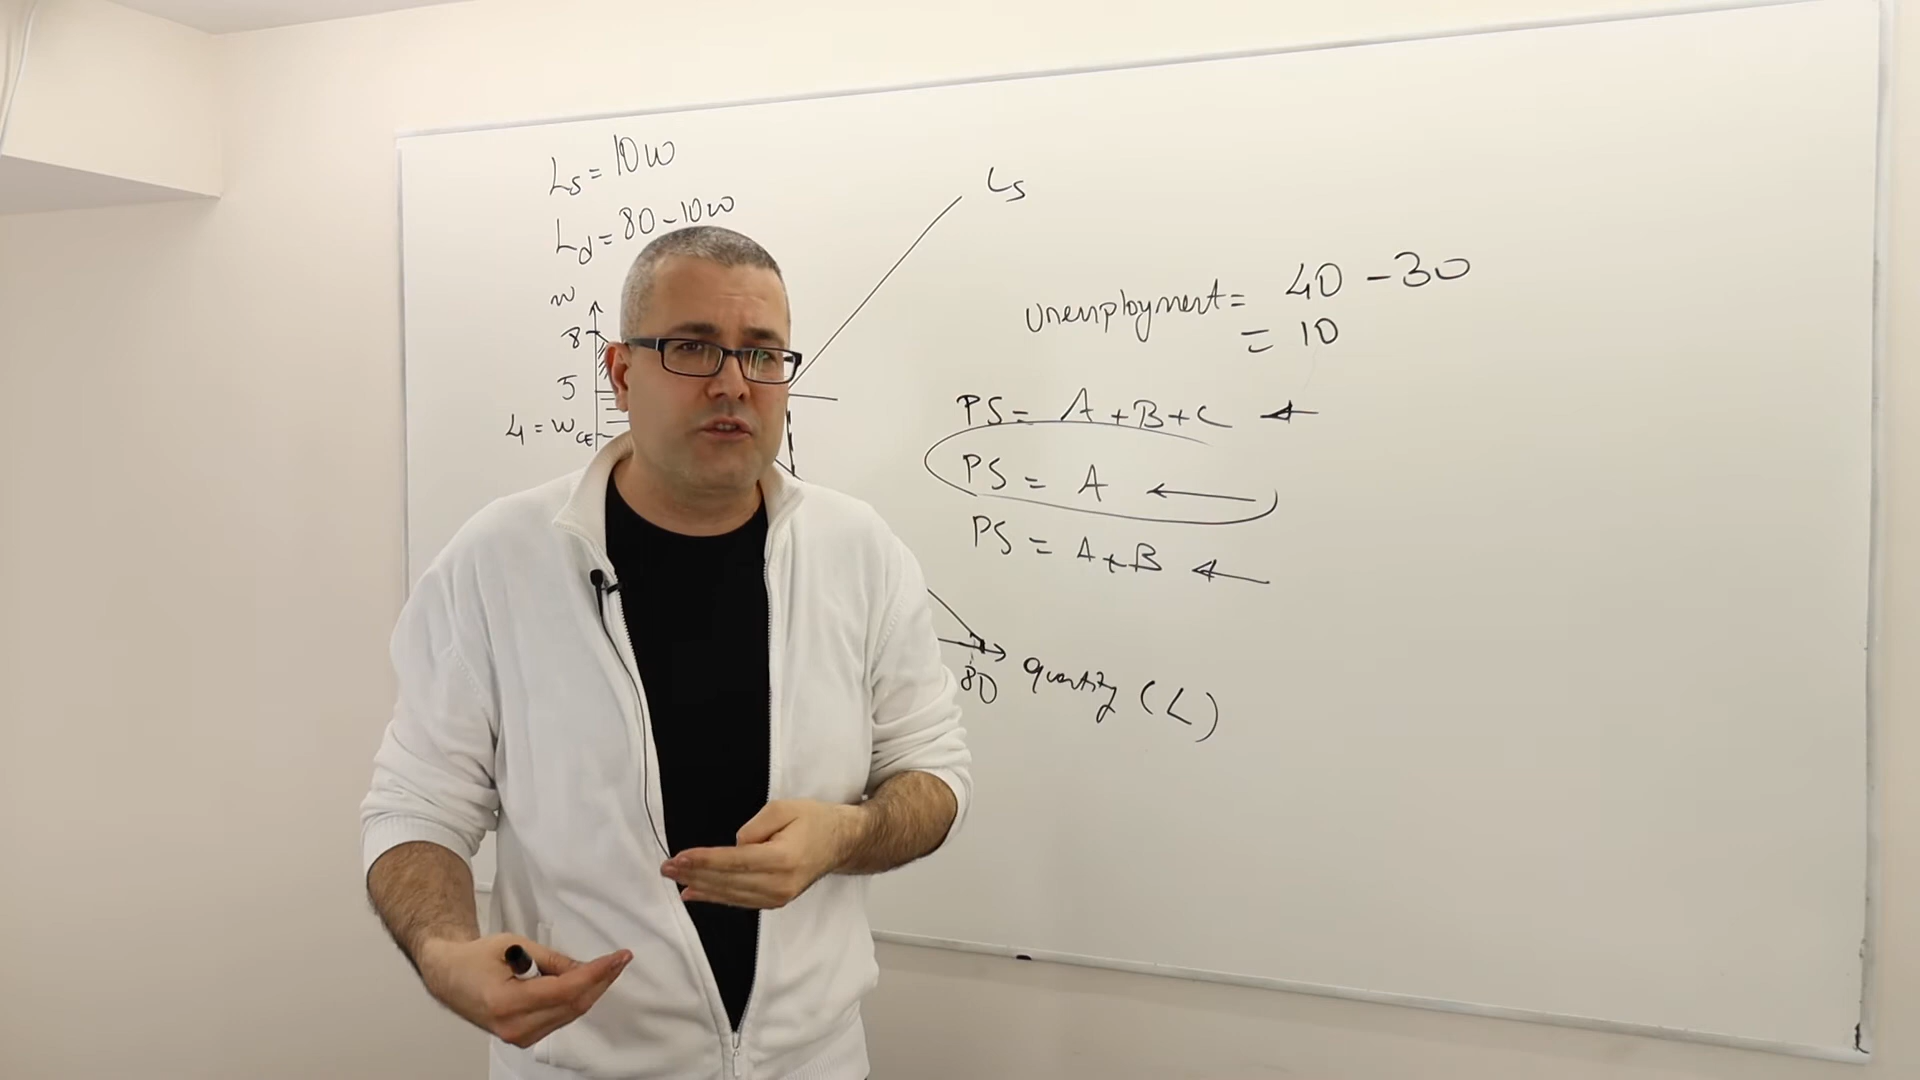 Ls = 10w
Ld = 80 - 10w
w
8
5
4 = wCE
Ls
Unemployment = 40 - 30
= 10
PS = A + B + C
PS = A
PS = A + B
80
quantity (L)